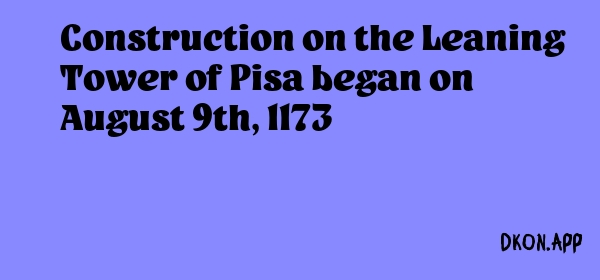 Construction on the Leaning
Tower of Pisa began on
August 9th, 1173
DKON.APP